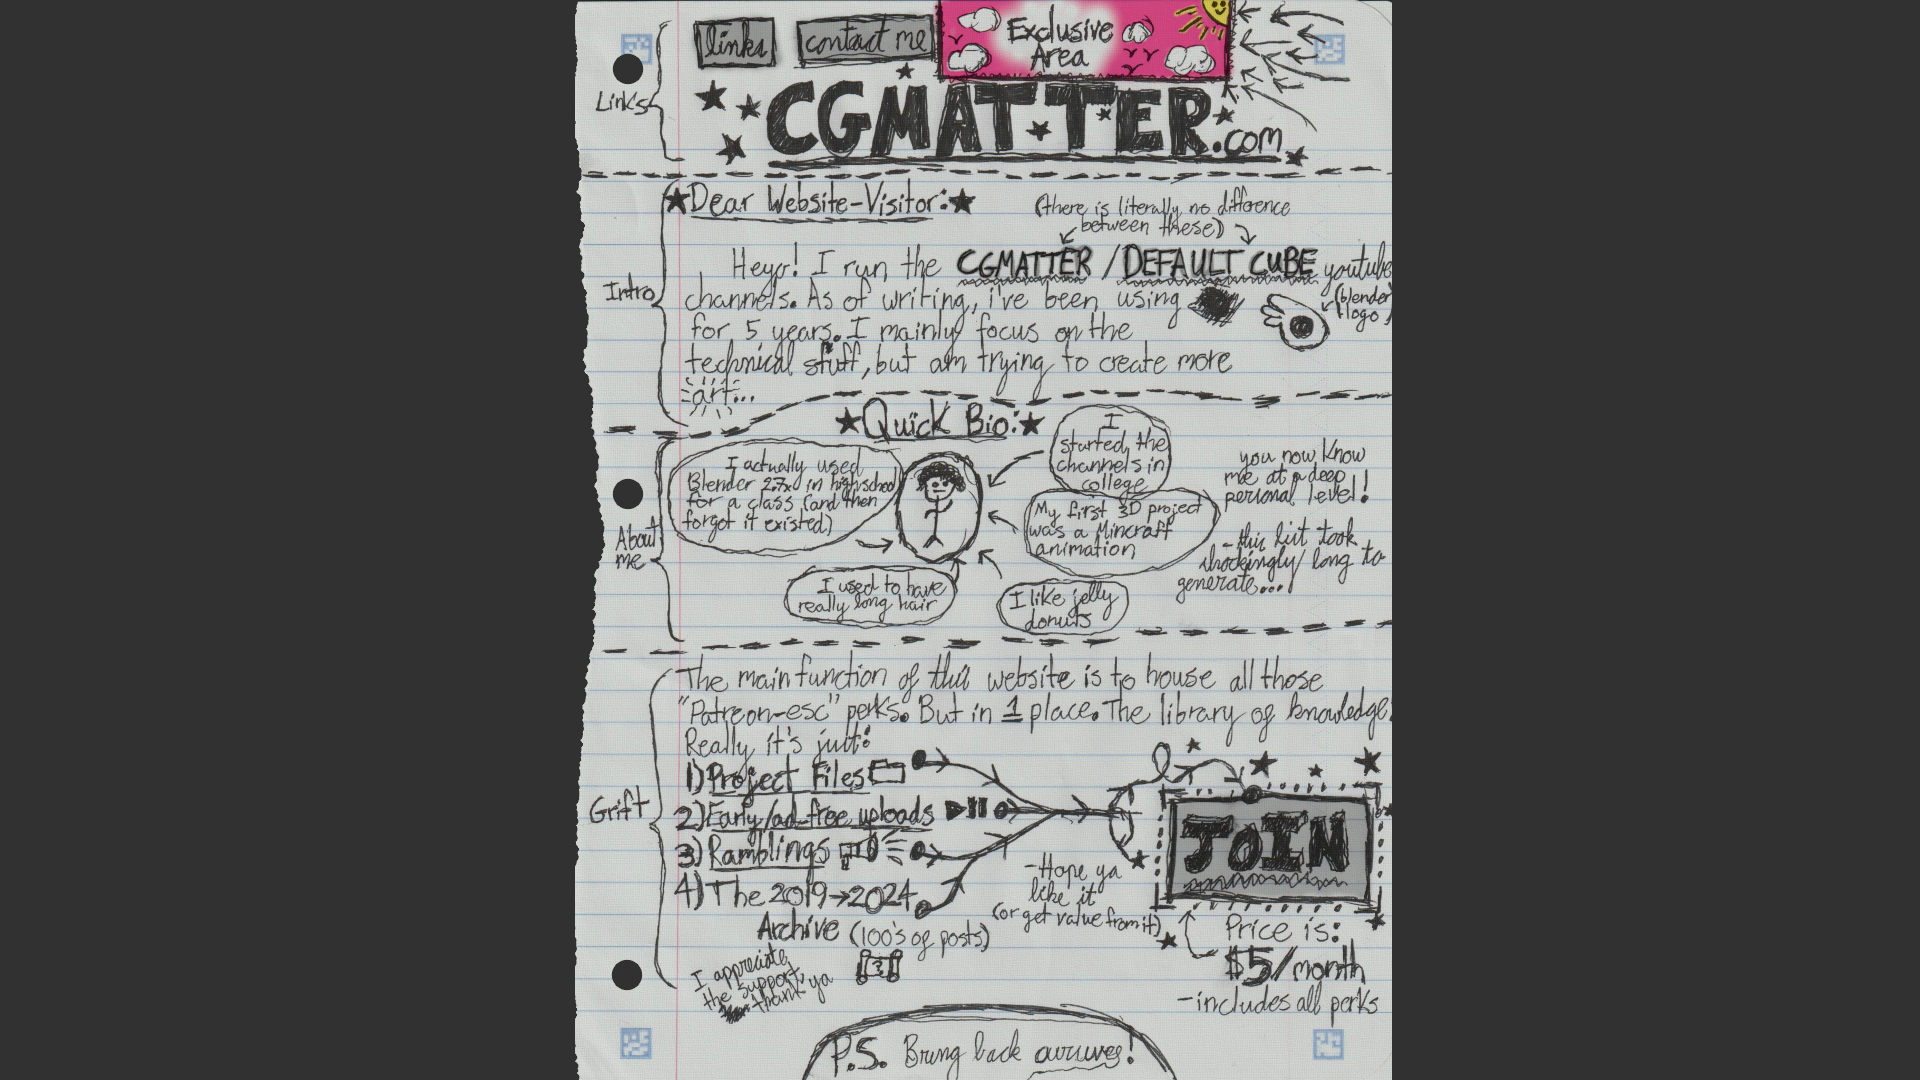 links
contact me
Exclusive
Area
Links
CGMATTER.com
Dear Website-Visitor:
(there is literally no difference
between these)
Heyo! I run the CGMATTER / DEFAULT CUBE youtube
channels. As of writing, i've been using
(blender
logo)
for 5 years. I mainly focus on the
technical stuff, but am trying to create more
art...
Intro
Quick Bio:
I actually used
Blender 2.7x in highschool
for a class (and then
forgot it existed)
I
started the
channels in
college
My first 3D project
was a Mincraft
animation
I used to have
really long hair
I like jelly
donuts
you now know
me at a deep
personal level!
- this list took
shockingly long to
generate...
About
me
The main function of this website is to house all those
"Patreon-esc" perks. But in 1 place. The library of knowledge.
Really it's just:
1) Project Files
2) Early/ad-free uploads
3) Ramblings
4) The 2019→2024
Archive (100's of posts)
Grift
-Hope ya
like it
(or get value from it)
JOIN
Price is:
$5/month
-includes all perks
I appreciate
the support,
thank ya
?
P.S. Bring back